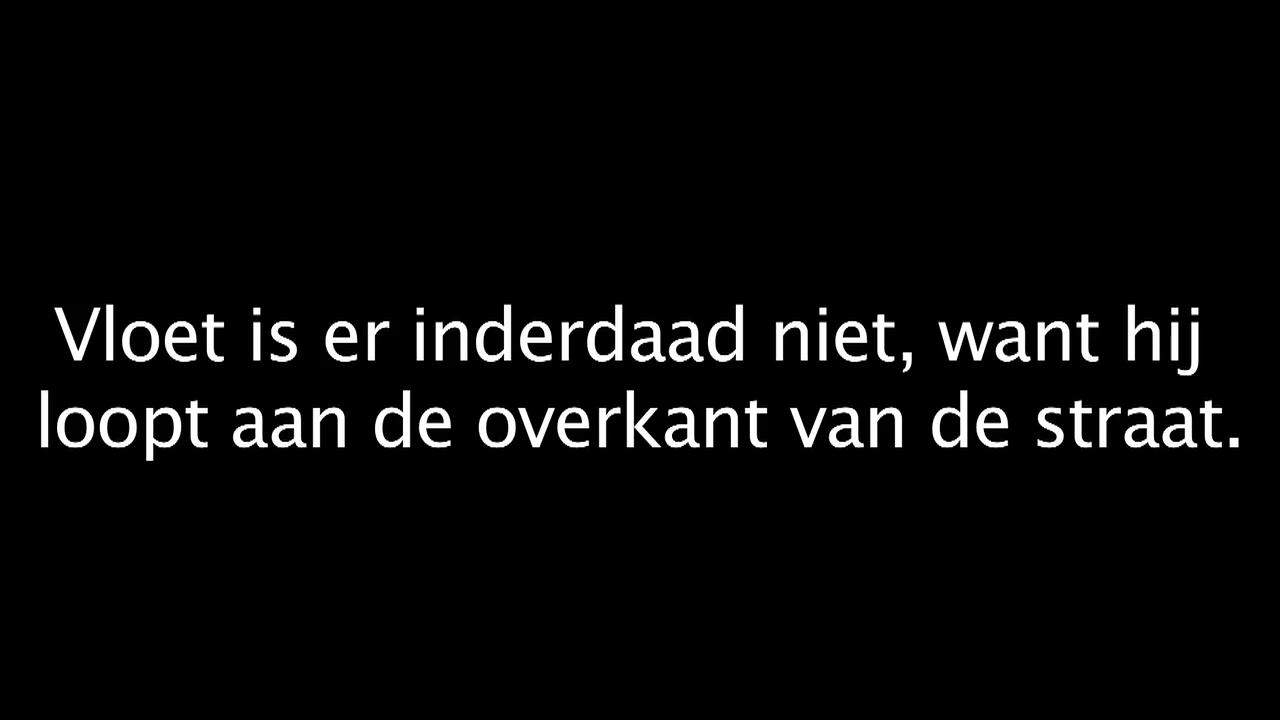 Vloet is er inderdaad niet, want hij
loopt aan de overkant van de straat.